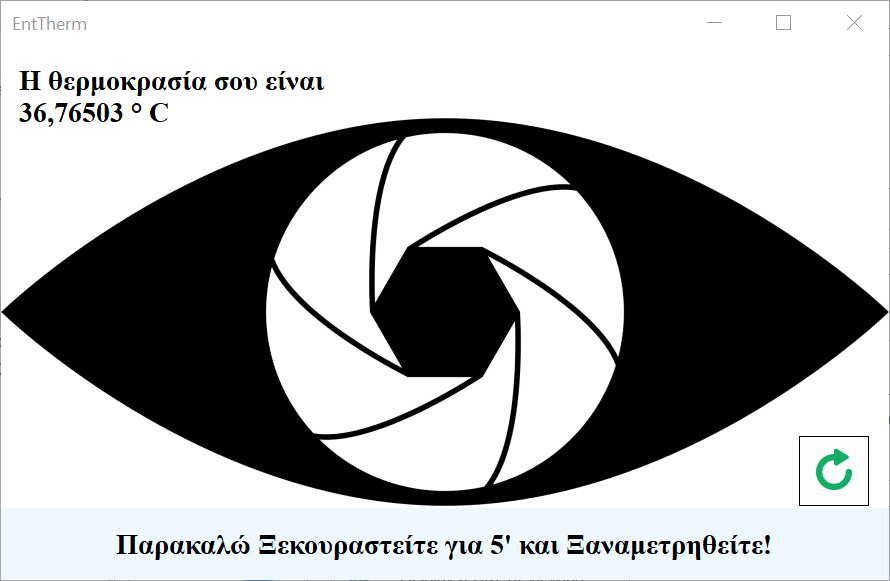 EntTherm
Η θερμοκρασία σου είναι
36,76503 ° C
Παρακαλώ Ξεκουραστείτε για 5' και Ξαναμετρηθείτε!